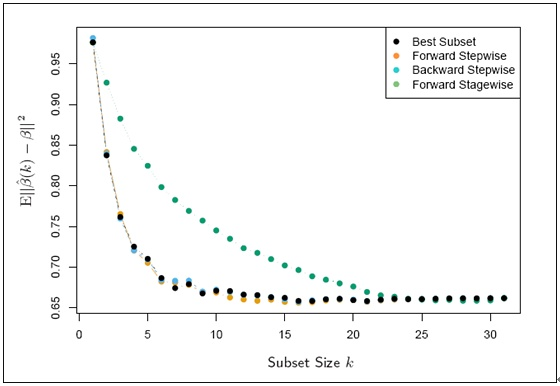 Best Subset
Forward Stepwise
Backward Stepwise
Forward Stagewise
E||β̂(k) − β||²
0.95
0.90
0.85
0.80
0.75
0.70
0.65
0 5 10 15 20 25 30
Subset Size k